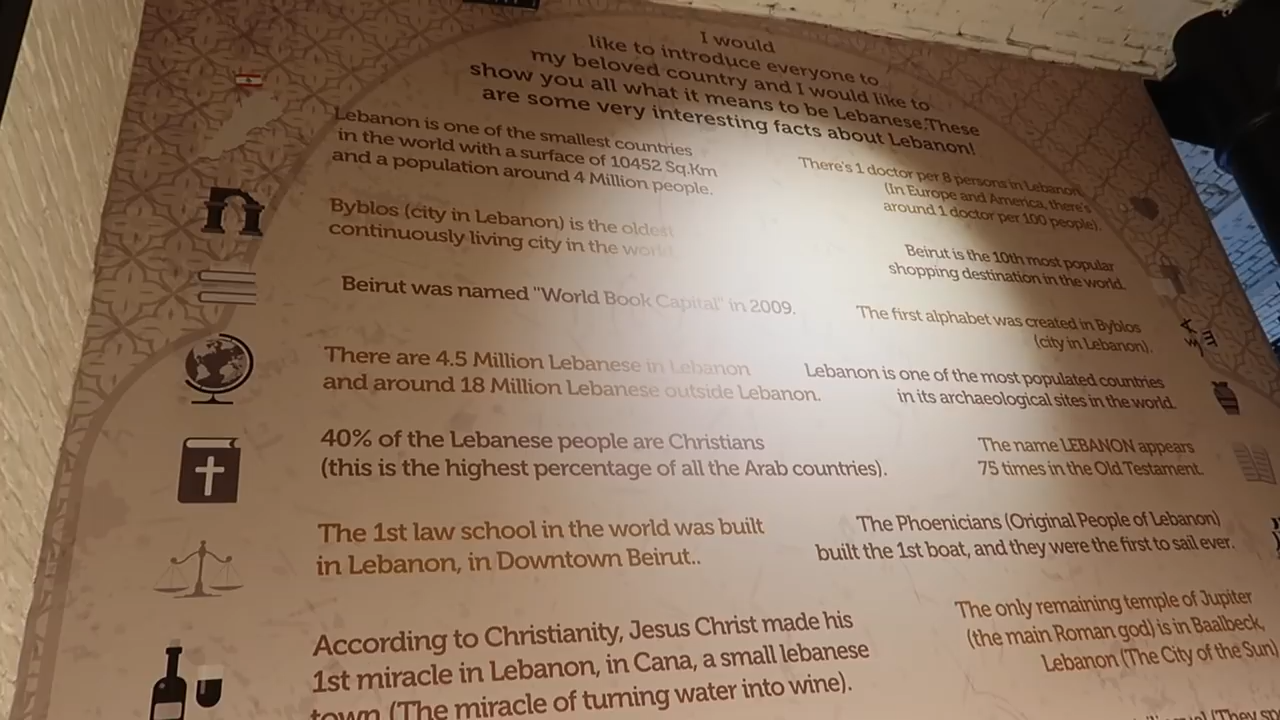 I would
like to introduce everyone to
my beloved country and I would like to
show you all what it means to be Lebanese.These
are some very interesting facts about Lebanon!
Lebanon is one of the smallest countries
in the world with a surface of 10452 Sq.Km
and a population around 4 Million people.
Byblos (city in Lebanon) is the oldest
continuously living city in the world
Beirut was named "World Book Capital" in 2009.
There are 4.5 Million Lebanese in Lebanon
and around 18 Million Lebanese outside Lebanon.
40% of the Lebanese people are Christians
(this is the highest percentage of all the Arab countries).
The 1st law school in the world was built
in Lebanon, in Downtown Beirut..
According to Christianity, Jesus Christ made his
1st miracle in Lebanon, in Cana, a small lebanese
town (The miracle of turning water into wine).
There's 1 doctor per 8 persons in Lebanon
(In Europe and America, there's
around 1 doctor per 100 people).
Beirut is the 10th most popular
shopping destination in the world.
The first alphabet was created in Byblos
(city in Lebanon).
Lebanon is one of the most populated countries
in its archaeological sites in the world.
The name LEBANON appears
75 times in the Old Testament.
The Phoenicians (Original People of Lebanon)
built the 1st boat, and they were the first to sail ever.
The only remaining temple of Jupiter
(the main Roman god) is in Baalbeck,
Lebanon (The City of the Sun)
(They